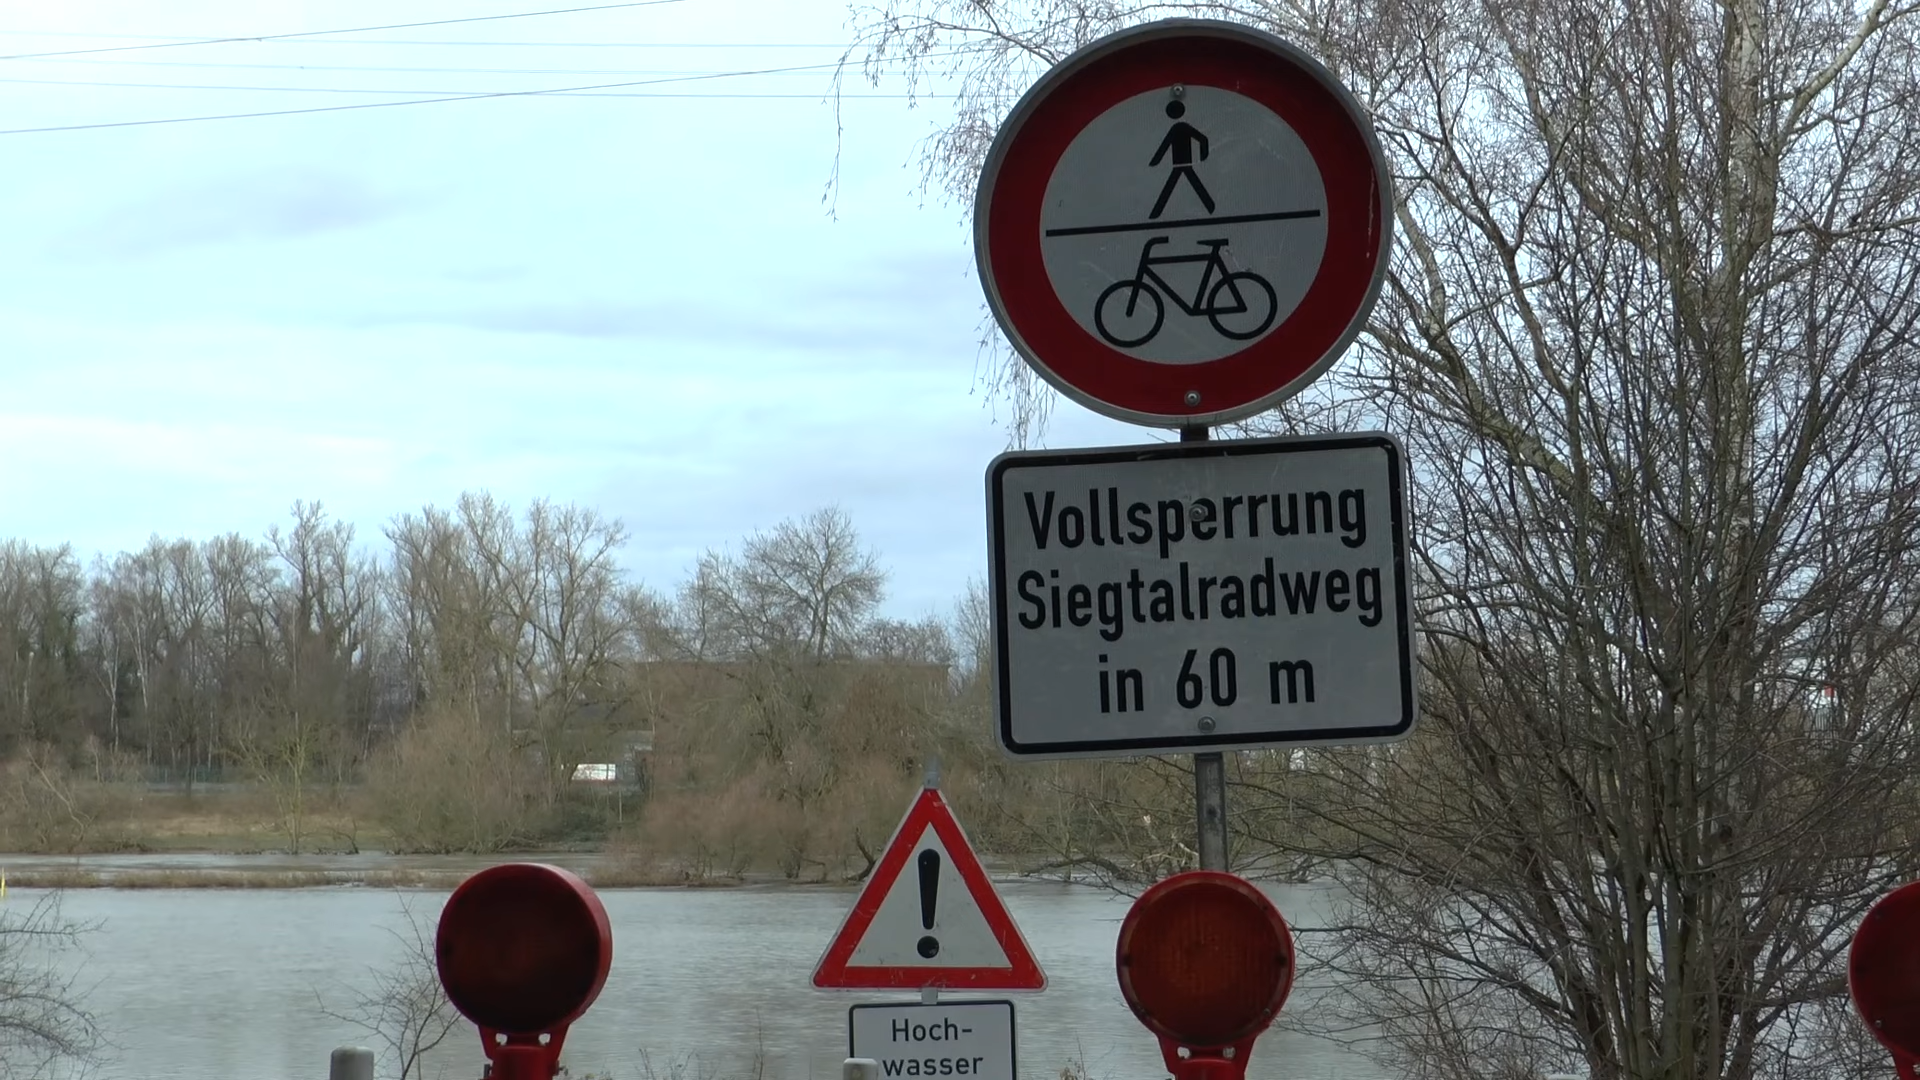 Vollsperrung
Siegtalradweg
in 60 m
Hoch-
wasser